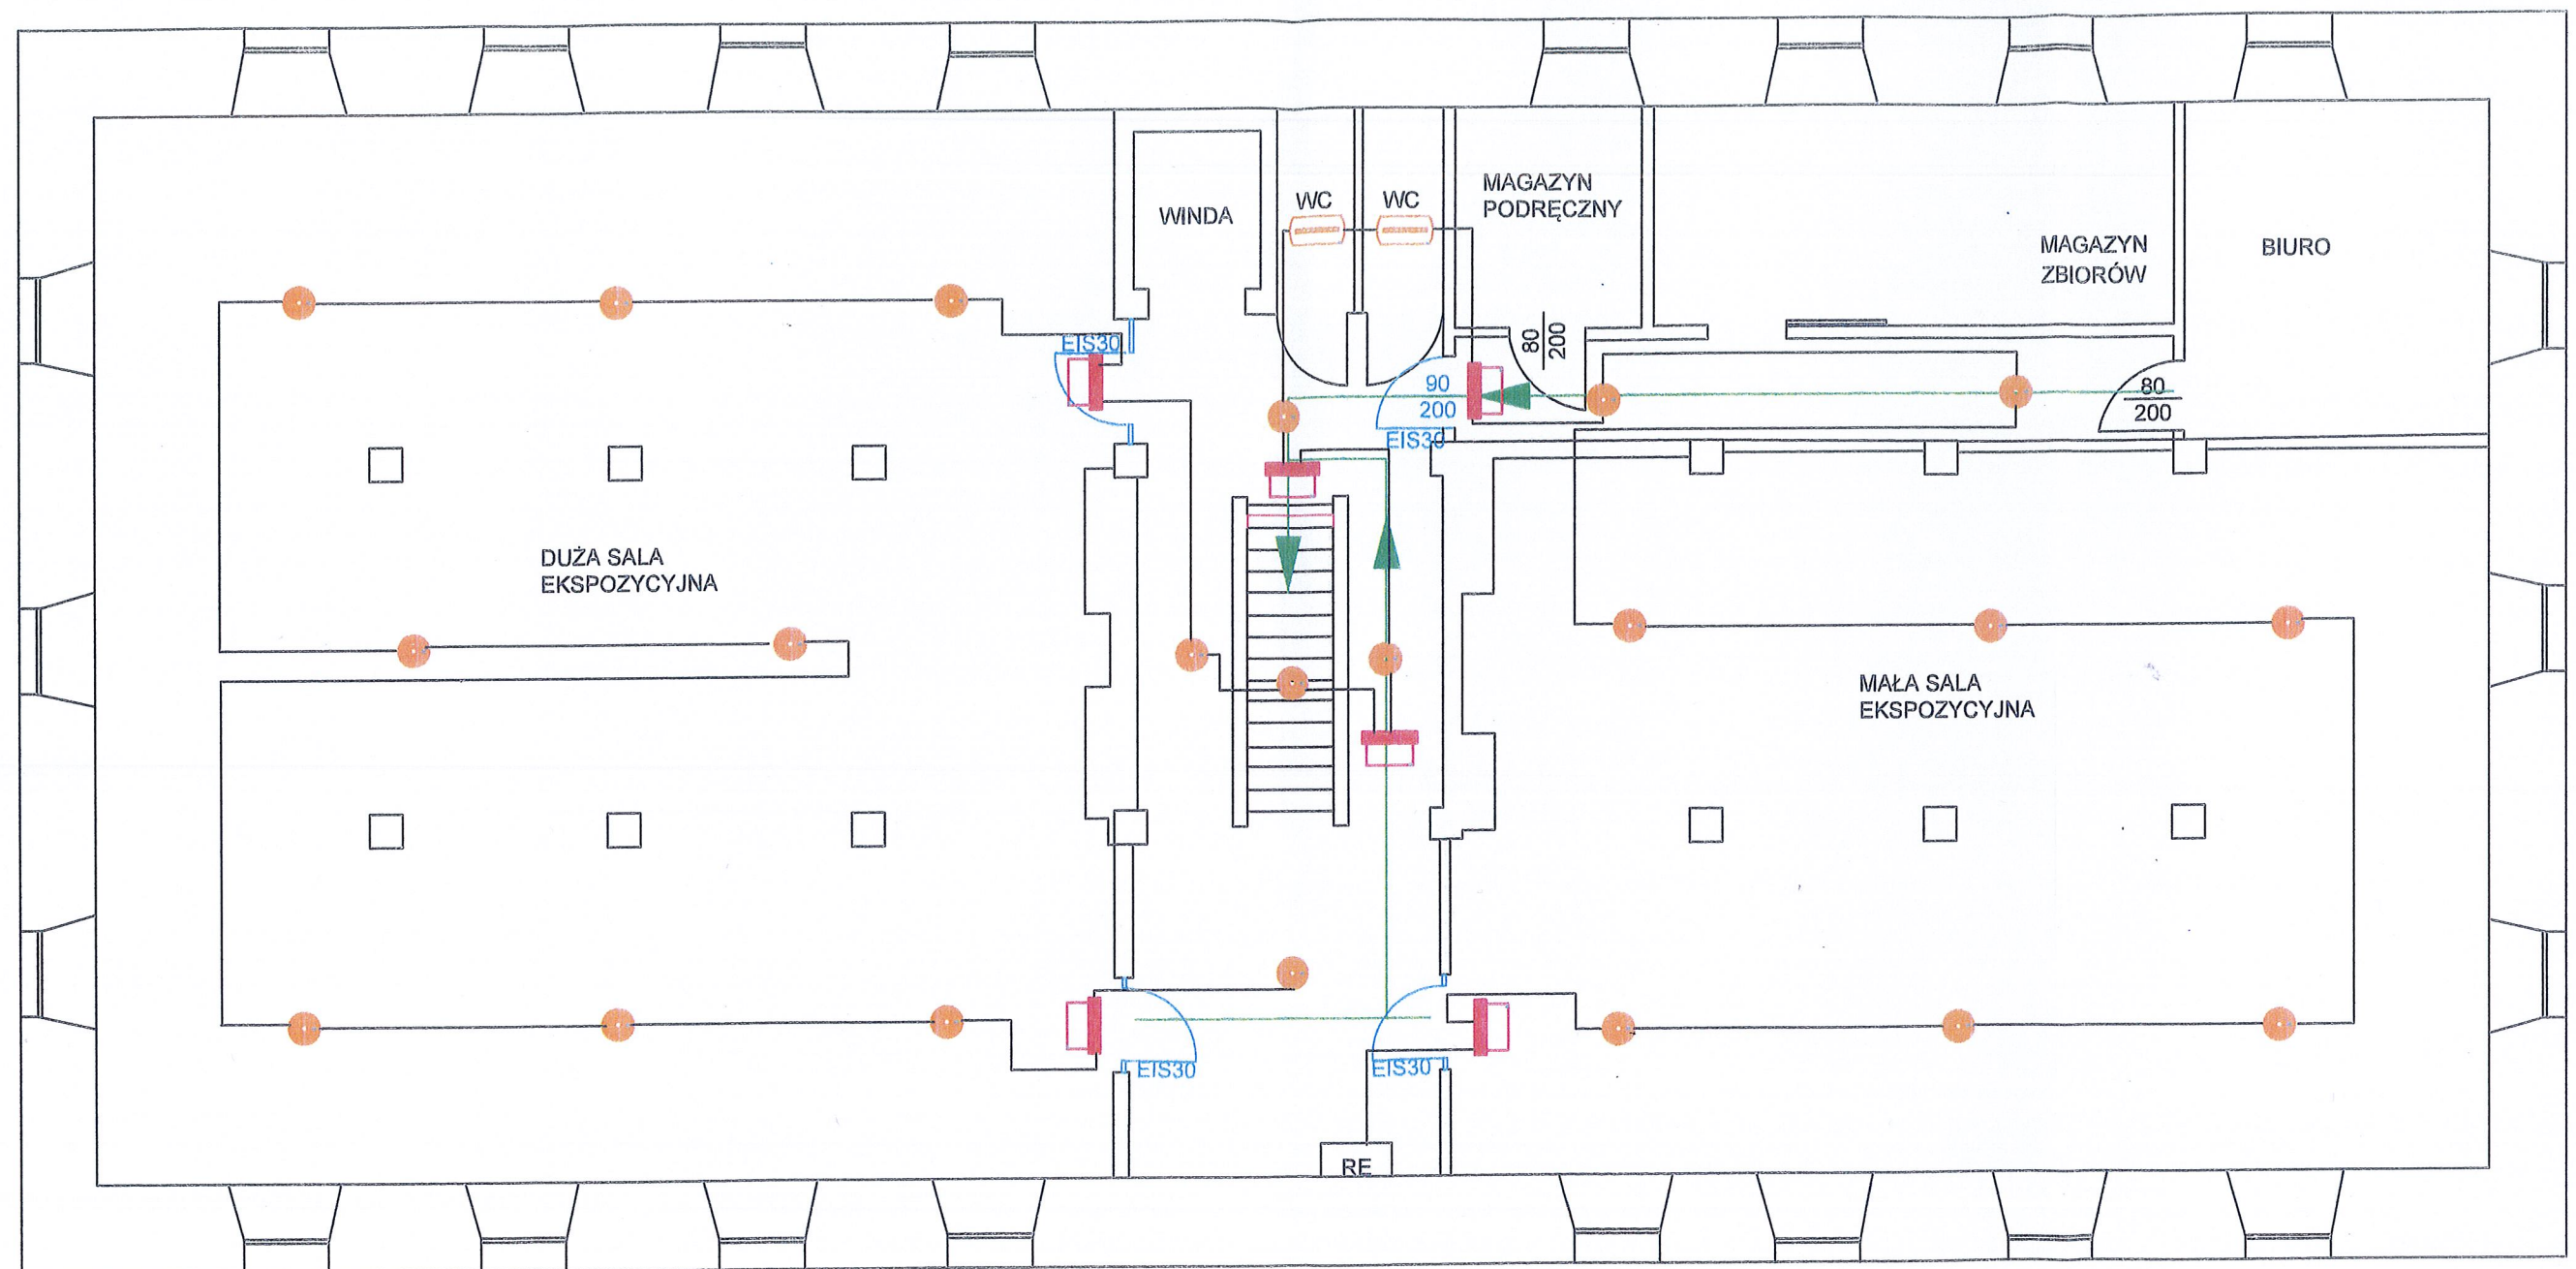 WINDA
WC
WC
MAGAZYN
PODRĘCZNY
MAGAZYN
ZBIORÓW
BIURO
EIS30
80
200
90
200
EIS30
80
200
DUŻA SALA
EKSPOZYCYJNA
MAŁA SALA
EKSPOZYCYJNA
EIS30
EIS30
RE